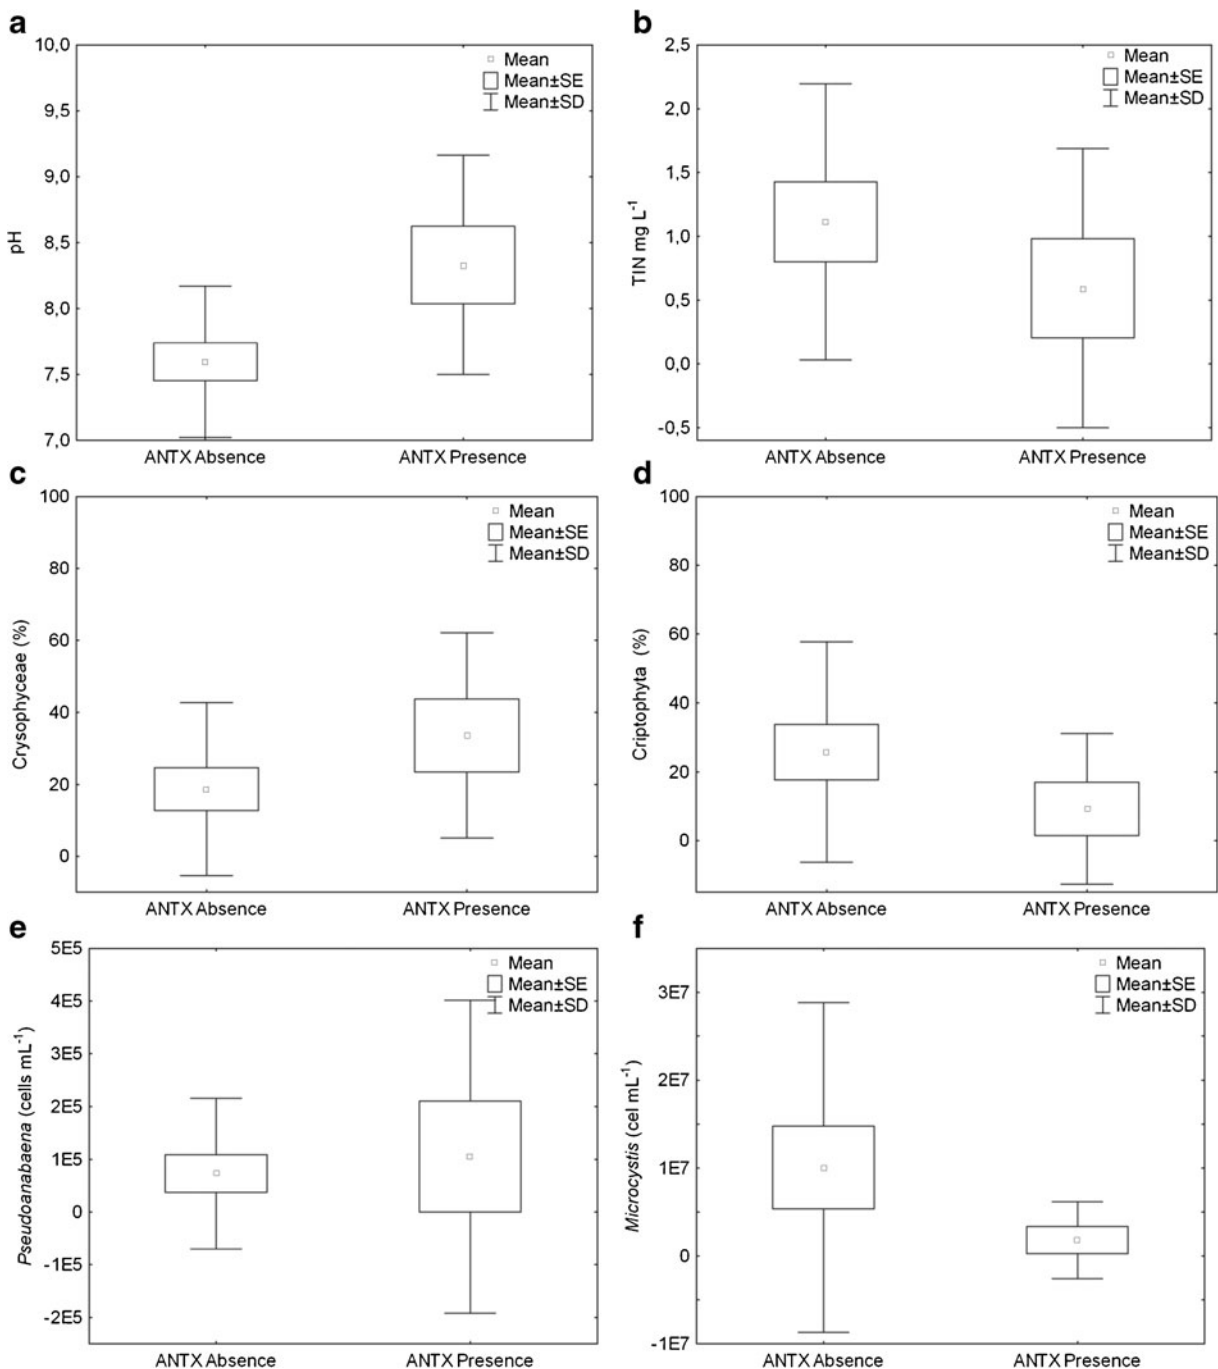 a
10,0
9,5
9,0
8,5
8,0
7,5
7,0
pH
Mean
Mean±SE
Mean±SD
ANTX Absence
ANTX Presence
b
2,5
2,0
1,5
1,0
0,5
0,0
-0,5
TIN mg L⁻¹
Mean
Mean±SE
Mean±SD
ANTX Absence
ANTX Presence
c
100
80
60
40
20
0
Crysophyceae (%)
Mean
Mean±SE
Mean±SD
ANTX Absence
ANTX Presence
d
100
80
60
40
20
0
Criptophyta (%)
Mean
Mean±SE
Mean±SD
ANTX Absence
ANTX Presence
e
5E5
4E5
3E5
2E5
1E5
0
-1E5
-2E5
Pseudoanabaena (cells mL⁻¹)
Mean
Mean±SE
Mean±SD
ANTX Absence
ANTX Presence
f
3E7
2E7
1E7
0
-1E7
Microcystis (cel mL⁻¹)
Mean
Mean±SE
Mean±SD
ANTX Absence
ANTX Presence